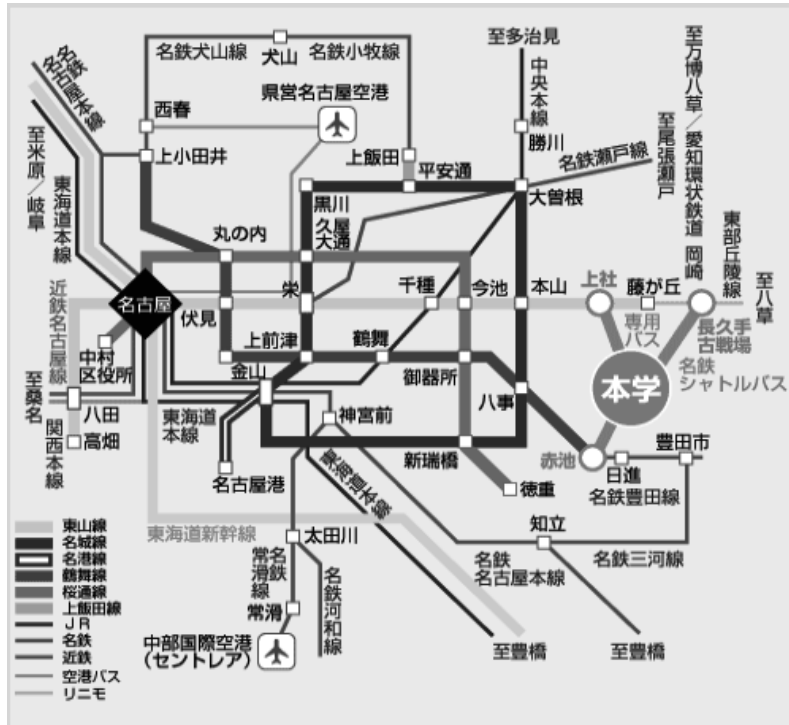 名鉄犬山線
犬山
名鉄小牧線
至多治見
至万博八草／愛知環状鉄道 岡崎
名古屋本線
名鉄
中央本線
西春
県営名古屋空港
勝川
至尾張瀬戸
上小田井
上飯田
平安通
名鉄瀬戸線
至米原／岐阜
東海道本線
黒川
大曽根
丸の内
久屋
大通
東部丘陵線
近鉄名古屋線
名古屋
伏見
栄
千種
今池
本山
上社
藤が丘
至八草
専用
バス
長久手
古戦場
上前津
鶴舞
中村
区役所
金山
御器所
本学
名鉄
シャトルバス
至桑名
八田
東海道
本線
神宮前
八事
関西本線
高畑
新瑞橋
赤池
豊田市
日進
名古屋港
東海道本線
徳重
名鉄豊田線
東海道新幹線
太田川
知立
名鉄
常滑線
名鉄
名古屋本線
名鉄三河線
名鉄河和線
常滑
中部国際空港
（セントレア）
至豊橋
至豊橋
東山線
名城線
名港線
鶴舞線
桜通線
上飯田線
ＪＲ
名鉄
近鉄
空港バス
リニモ